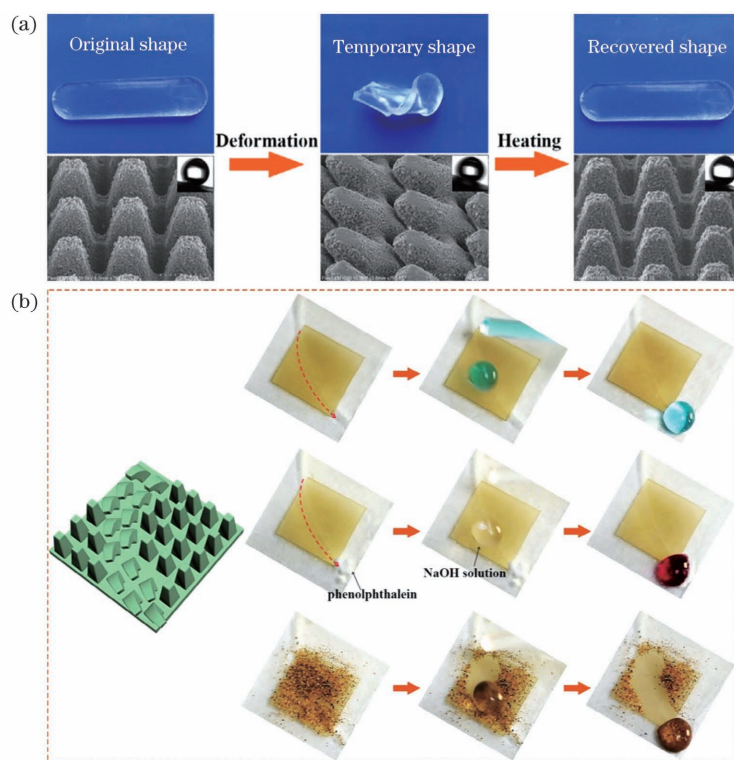 (a)
Original shape
Temporary shape
Recovered shape
Deformation
Heating
(b)
phenolphthalein
NaOH solution